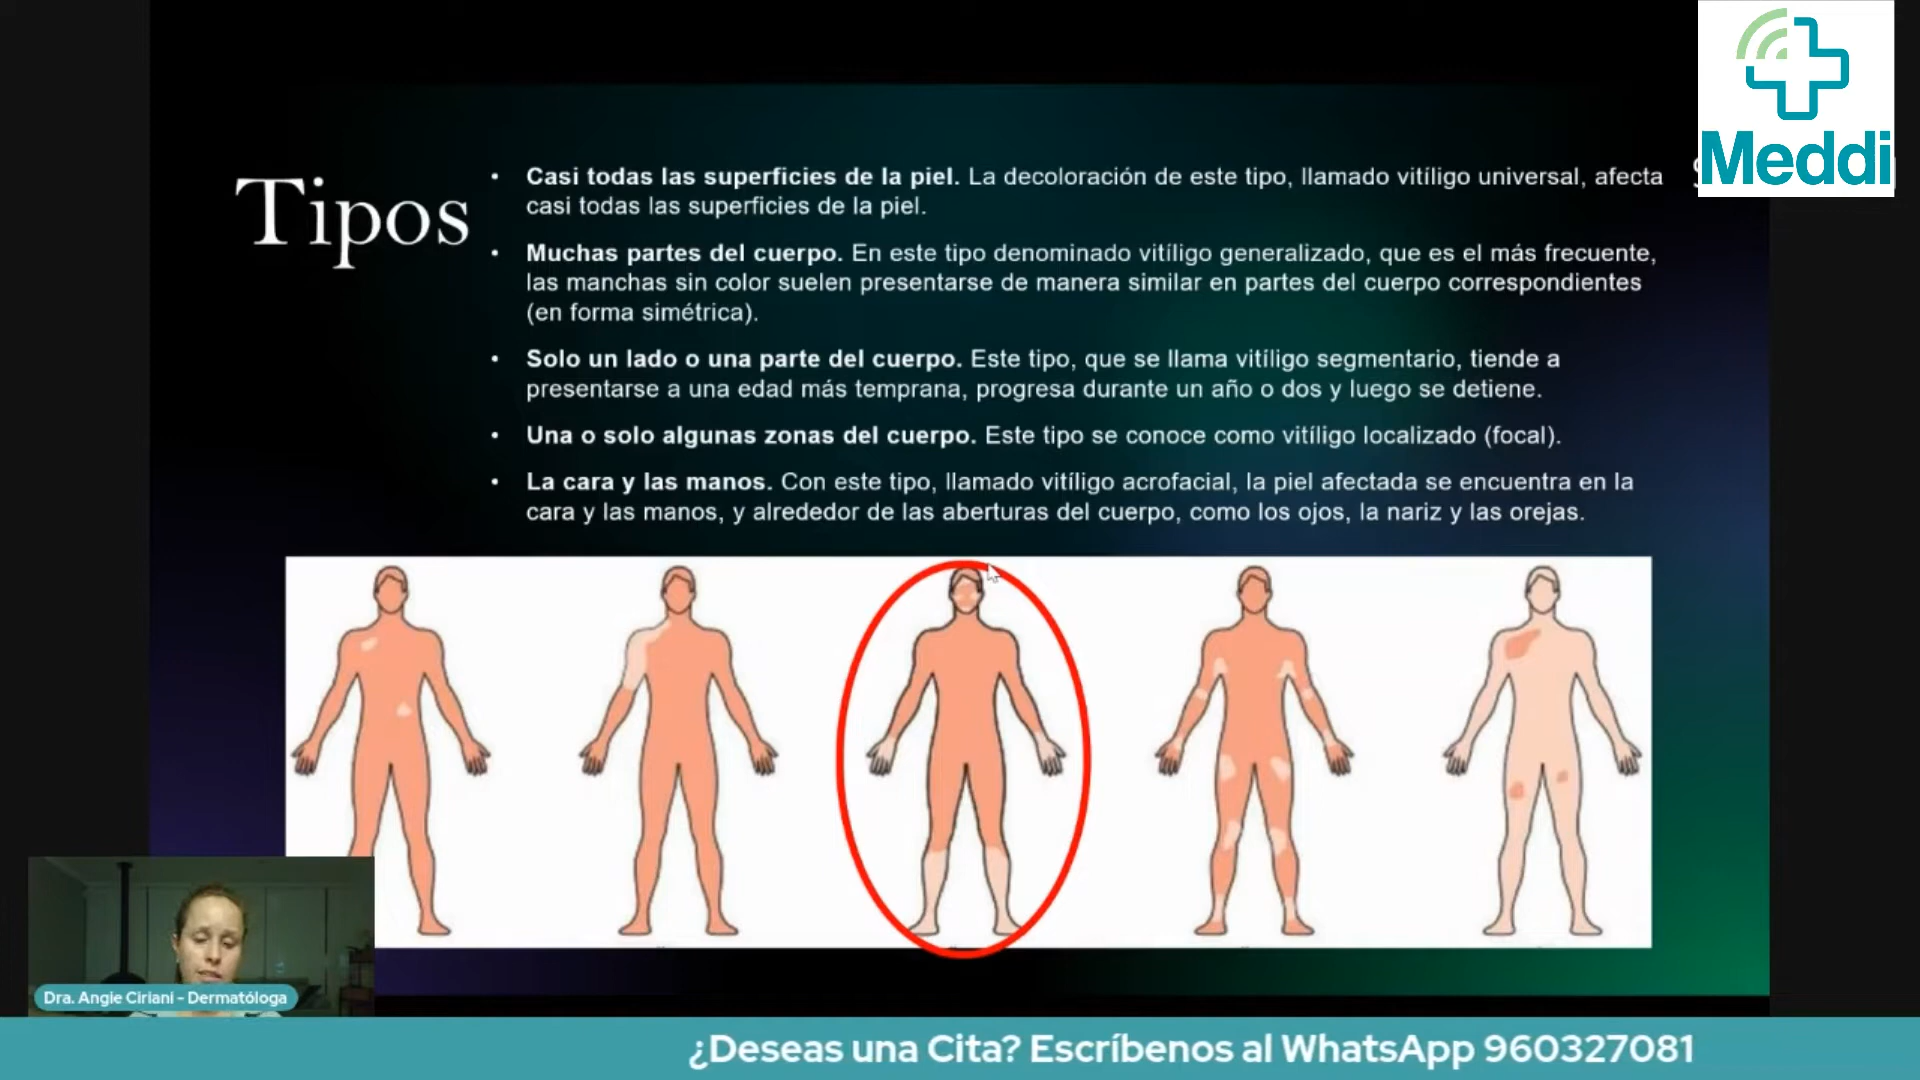 Meddi
Tipos
• Casi todas las superficies de la piel. La decoloración de este tipo, llamado vitíligo universal, afecta
casi todas las superficies de la piel.
• Muchas partes del cuerpo. En este tipo denominado vitíligo generalizado, que es el más frecuente,
las manchas sin color suelen presentarse de manera similar en partes del cuerpo correspondientes
(en forma simétrica).
• Solo un lado o una parte del cuerpo. Este tipo, que se llama vitíligo segmentario, tiende a
presentarse a una edad más temprana, progresa durante un año o dos y luego se detiene.
• Una o solo algunas zonas del cuerpo. Este tipo se conoce como vitíligo localizado (focal).
• La cara y las manos. Con este tipo, llamado vitíligo acrofacial, la piel afectada se encuentra en la
cara y las manos, y alrededor de las aberturas del cuerpo, como los ojos, la nariz y las orejas.
Dra. Angie Ciriani - Dermatóloga
¿Deseas una Cita? Escríbenos al WhatsApp 960327081